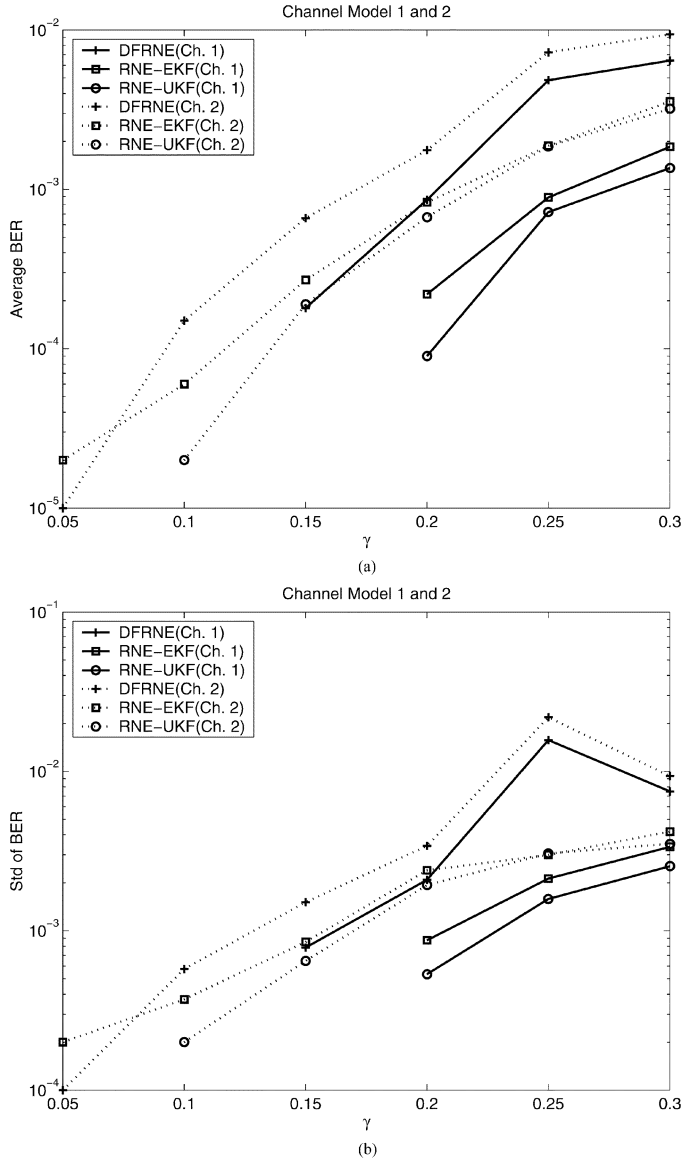 Channel Model 1 and 2
10^-2
DFRNE(Ch. 1)
RNE−EKF(Ch. 1)
RNE−UKF(Ch. 1)
DFRNE(Ch. 2)
RNE−EKF(Ch. 2)
RNE−UKF(Ch. 2)
10^-3
Average BER
10^-4
10^-5
0.05 0.1 0.15 0.2 0.25 0.3
γ
(a)
Channel Model 1 and 2
10^-1
DFRNE(Ch. 1)
RNE−EKF(Ch. 1)
RNE−UKF(Ch. 1)
DFRNE(Ch. 2)
RNE−EKF(Ch. 2)
RNE−UKF(Ch. 2)
10^-2
Std of BER
10^-3
10^-4
0.05 0.1 0.15 0.2 0.25 0.3
γ
(b)